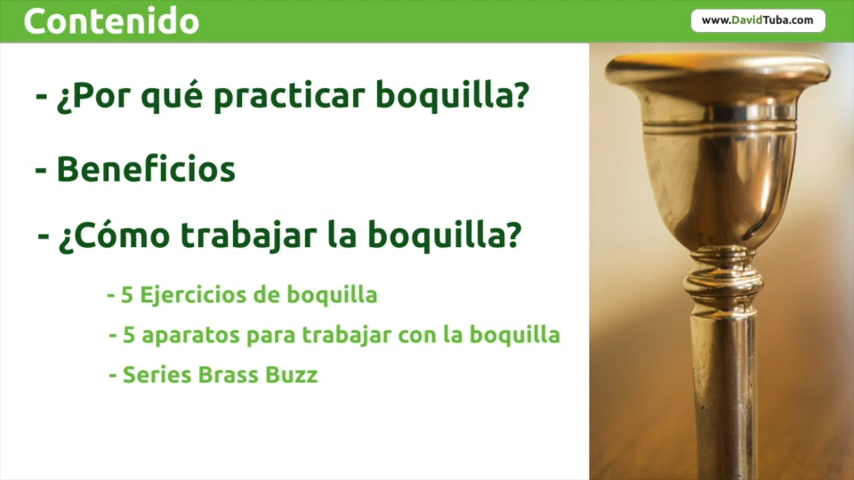 Contenido
www.DavidTuba.com
- ¿Por qué practicar boquilla?
- Beneficios
- ¿Cómo trabajar la boquilla?
- 5 Ejercicios de boquilla
- 5 aparatos para trabajar con la boquilla
- Series Brass Buzz